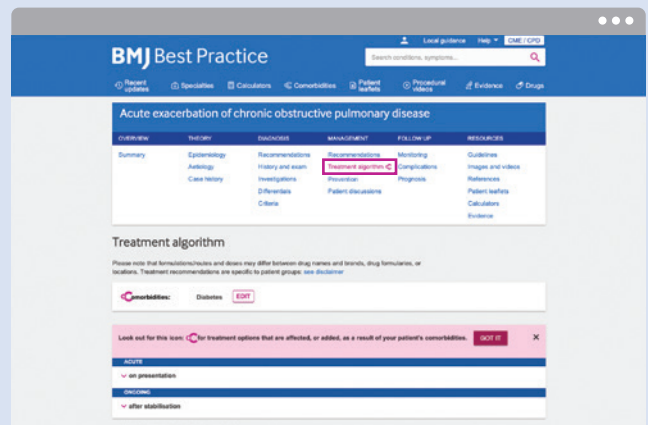 Local guidance Help CME / CPD
BMJ Best Practice
Search conditions, symptoms...
Recent updates Specialties Calculators Comorbidities Patient leaflets Procedural videos Evidence Drugs
Acute exacerbation of chronic obstructive pulmonary disease
OVERVIEW THEORY DIAGNOSIS MANAGEMENT FOLLOW UP RESOURCES
Summary Epidemiology Recommendations Recommendations Monitoring Guidelines
Aetiology History and exam Treatment algorithm Complications Images and videos
Case history Investigations Prevention Prognosis References
Differentials Patient discussions Patient leaflets
Criteria Calculators
Evidence
Treatment algorithm
Please note that formulations/routes and doses may differ between drug names and brands, drug formularies, or
locations. Treatment recommendations are specific to patient groups: see disclaimer
Comorbidities: Diabetes EDIT
Look out for this icon: C for treatment options that are affected, or added, as a result of your patient's comorbidities. GOT IT X
ACUTE
on presentation
ONGOING
after stabilisation